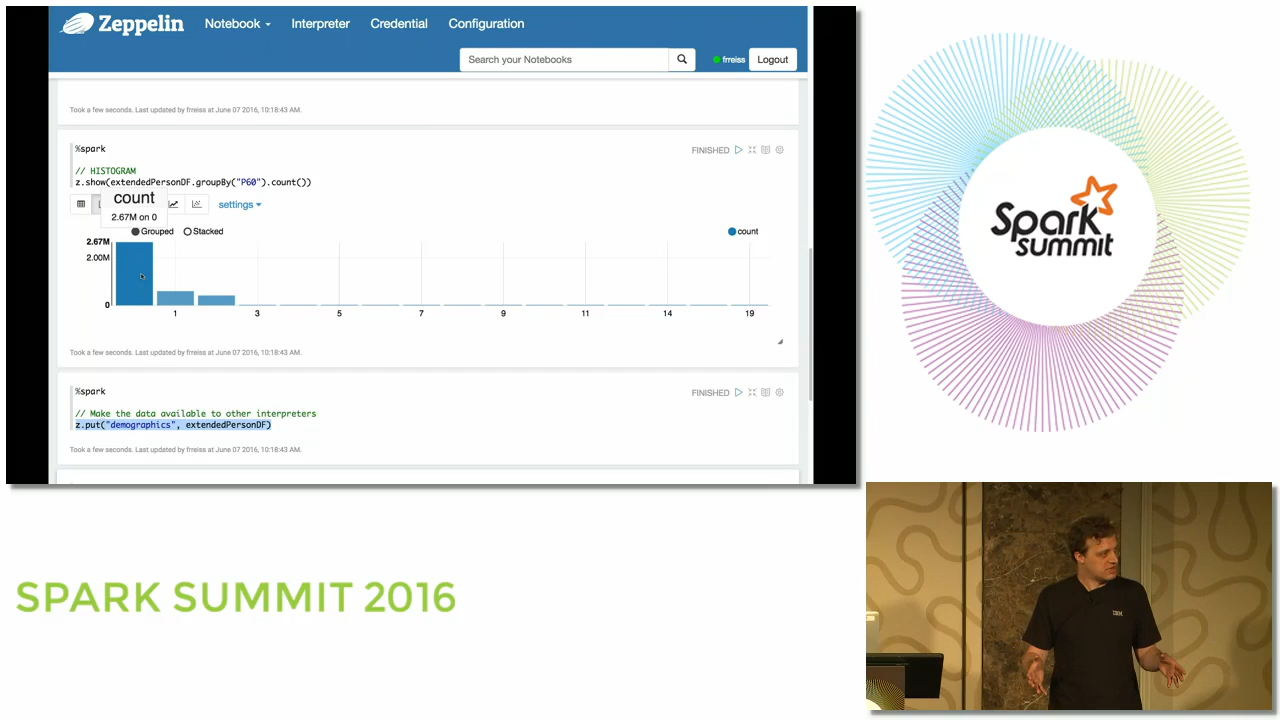 Zeppelin Notebook Interpreter Credential Configuration
Search your Notebooks frreiss Logout
Took a few seconds. Last updated by frreiss at June 07 2016, 10:18:43 AM.
%spark
FINISHED
// HISTOGRAM
z.show(extendedPersonDF.groupBy("P60").count())
count
2.67M on 0
settings
Grouped Stacked count
2.67M
2.00M
0
1 3 5 7 9 11 14 19
Took a few seconds. Last updated by frreiss at June 07 2016, 10:18:43 AM.
%spark
FINISHED
// Make the data available to other interpreters
z.put("demographics", extendedPersonDF)
Took a few seconds. Last updated by frreiss at June 07 2016, 10:18:43 AM.
Spark
summit
SPARK SUMMIT 2016
IBM